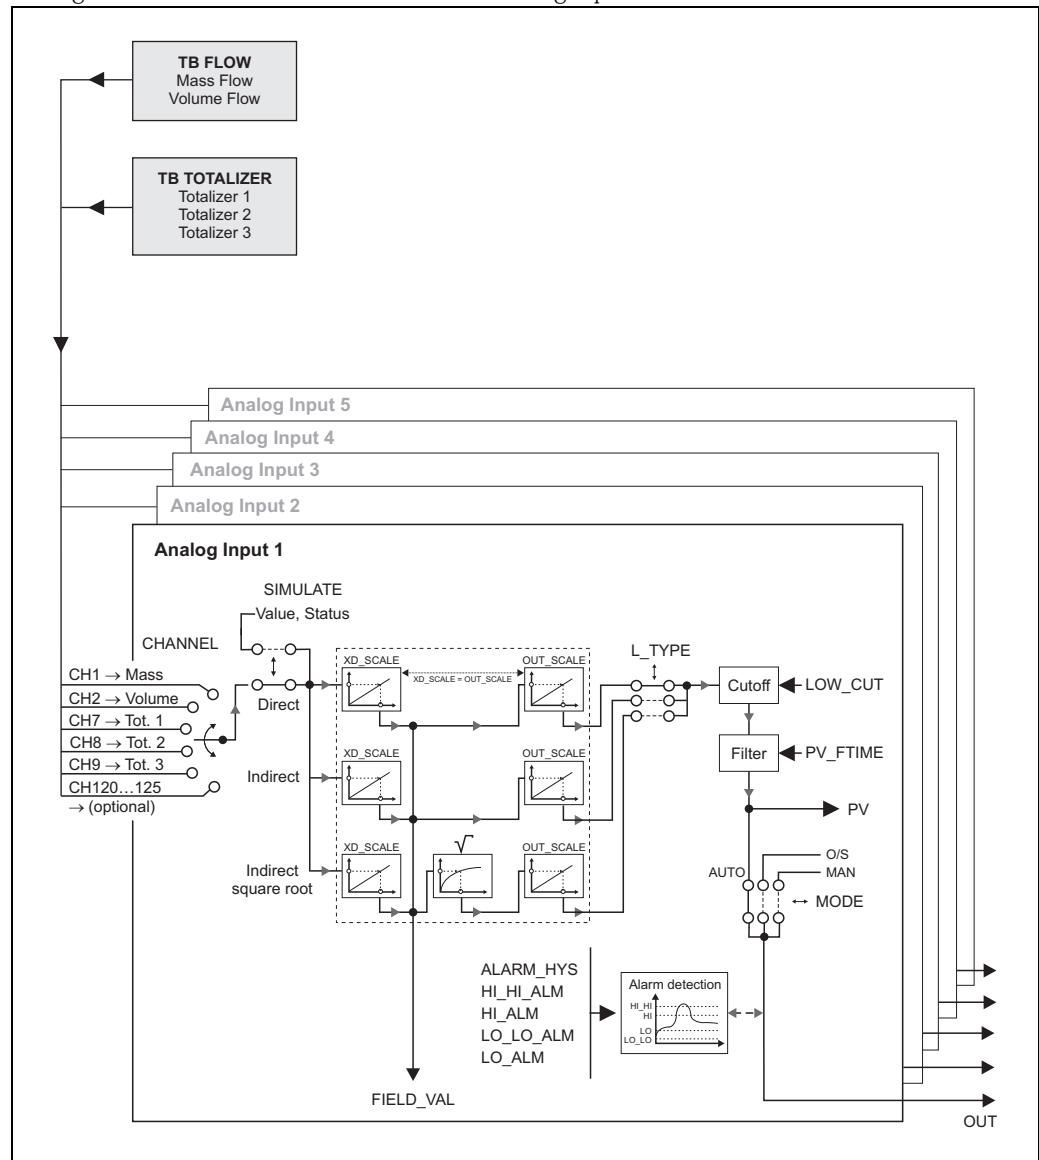 TB FLOW
Mass Flow
Volume Flow
TB TOTALIZER
Totalizer 1
Totalizer 2
Totalizer 3
Analog Input 5
Analog Input 4
Analog Input 3
Analog Input 2
Analog Input 1
SIMULATE
Value, Status
CHANNEL
CH1 → Mass
CH2 → Volume
CH7 → Tot. 1
CH8 → Tot. 2
CH9 → Tot. 3
CH120...125
→ (optional)
Direct
Indirect
Indirect
square root
XD_SCALE
XD_SCALE = OUT_SCALE
OUT_SCALE
XD_SCALE
OUT_SCALE
XD_SCALE
√
OUT_SCALE
L_TYPE
Cutoff
LOW_CUT
Filter
PV_FTIME
PV
O/S
AUTO
MAN
MODE
ALARM_HYS
HI_HI_ALM
HI_ALM
LO_LO_ALM
LO_ALM
Alarm detection
HI_HI
HI
LO
LO_LO
FIELD_VAL
OUT